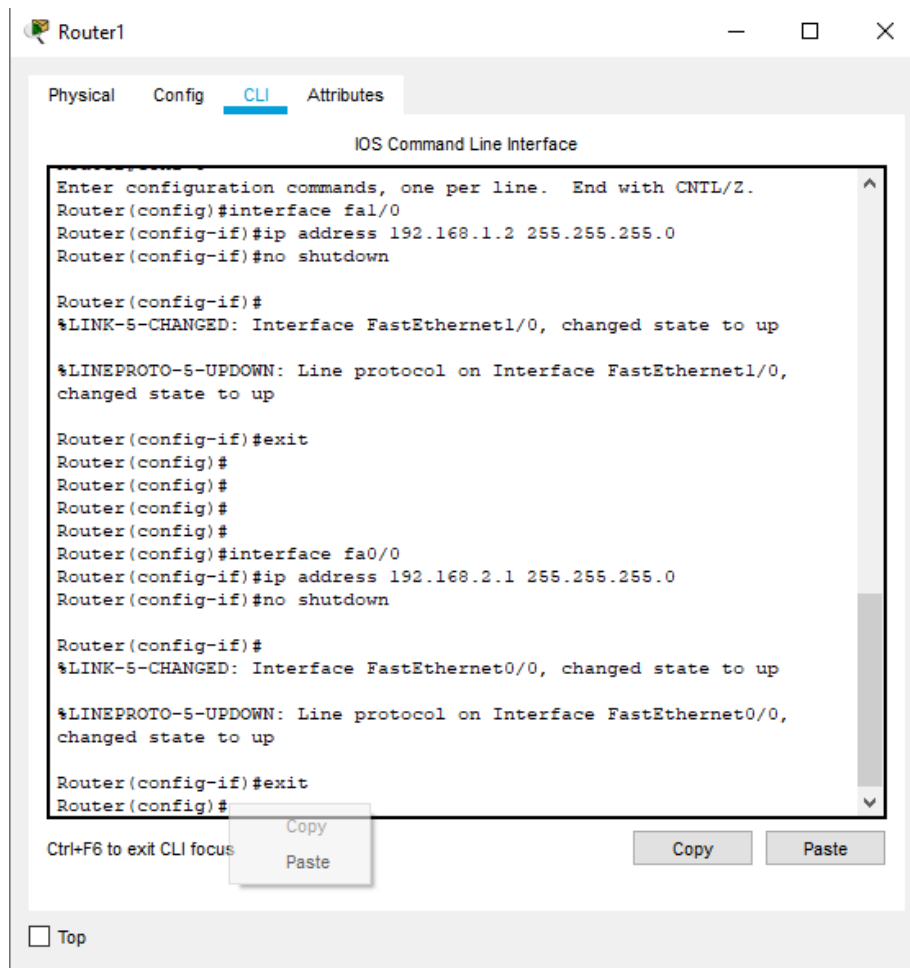 Router1
Physical Config CLI Attributes
IOS Command Line Interface
Enter configuration commands, one per line.  End with CNTL/Z.
Router(config)#interface fa1/0
Router(config-if)#ip address 192.168.1.2 255.255.255.0
Router(config-if)#no shutdown
Router(config-if)#
%LINK-5-CHANGED: Interface FastEthernet1/0, changed state to up
%LINEPROTO-5-UPDOWN: Line protocol on Interface FastEthernet1/0,
changed state to up
Router(config-if)#exit
Router(config)#
Router(config)#
Router(config)#
Router(config)#
Router(config)#interface fa0/0
Router(config-if)#ip address 192.168.2.1 255.255.255.0
Router(config-if)#no shutdown
Router(config-if)#
%LINK-5-CHANGED: Interface FastEthernet0/0, changed state to up
%LINEPROTO-5-UPDOWN: Line protocol on Interface FastEthernet0/0,
changed state to up
Router(config-if)#exit
Router(config)#
Copy
Paste
Ctrl+F6 to exit CLI focus
Copy Paste
Top